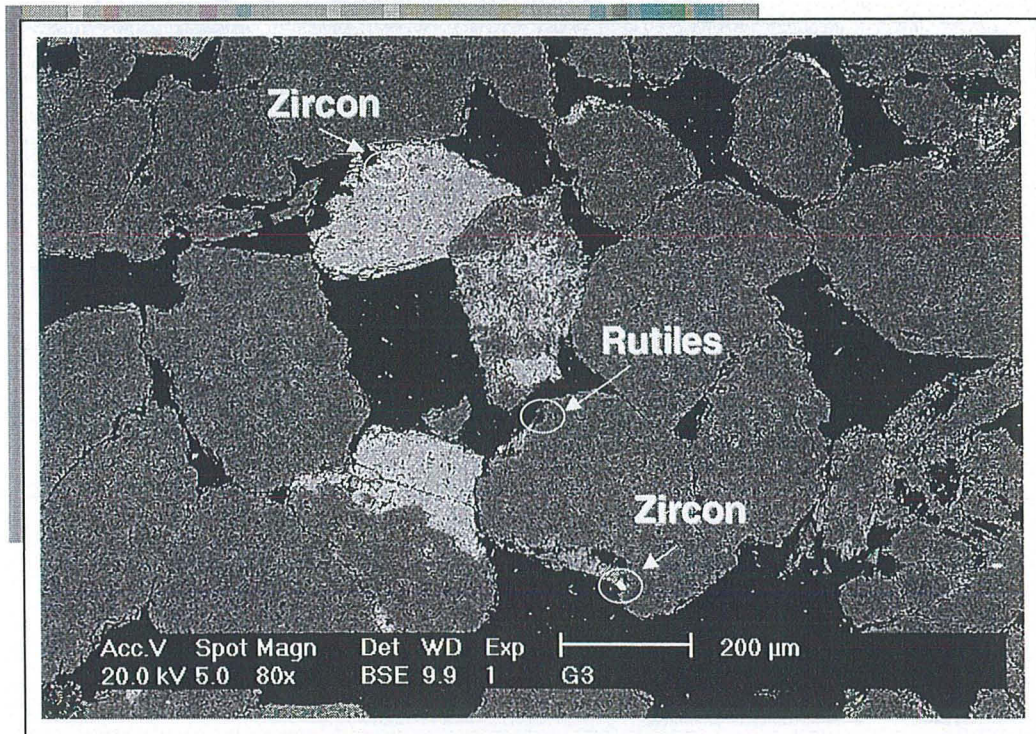 Zircon
Rutiles
Zircon
Acc.V Spot Magn Det WD Exp
20.0 kV 5.0 80x BSE 9.9 1 G3
200 µm